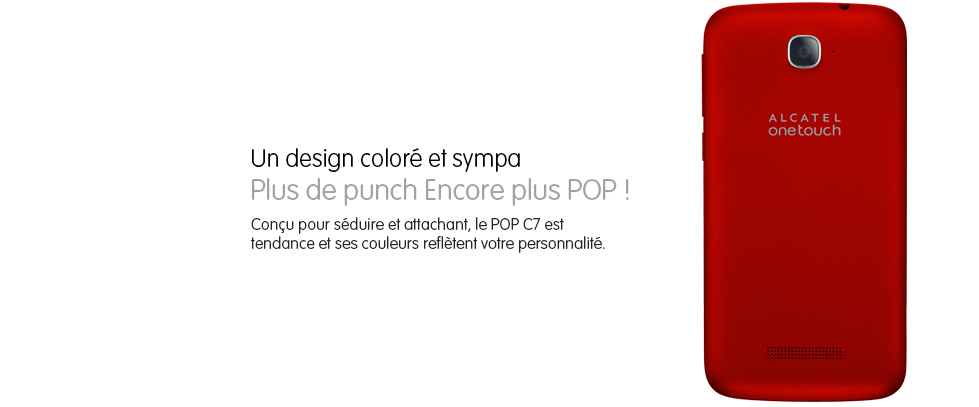 Un design coloré et sympa
Plus de punch Encore plus POP !
Conçu pour séduire et attachant, le POP C7 est
tendance et ses couleurs reflètent votre personnalité.
ALCATEL
onetouch